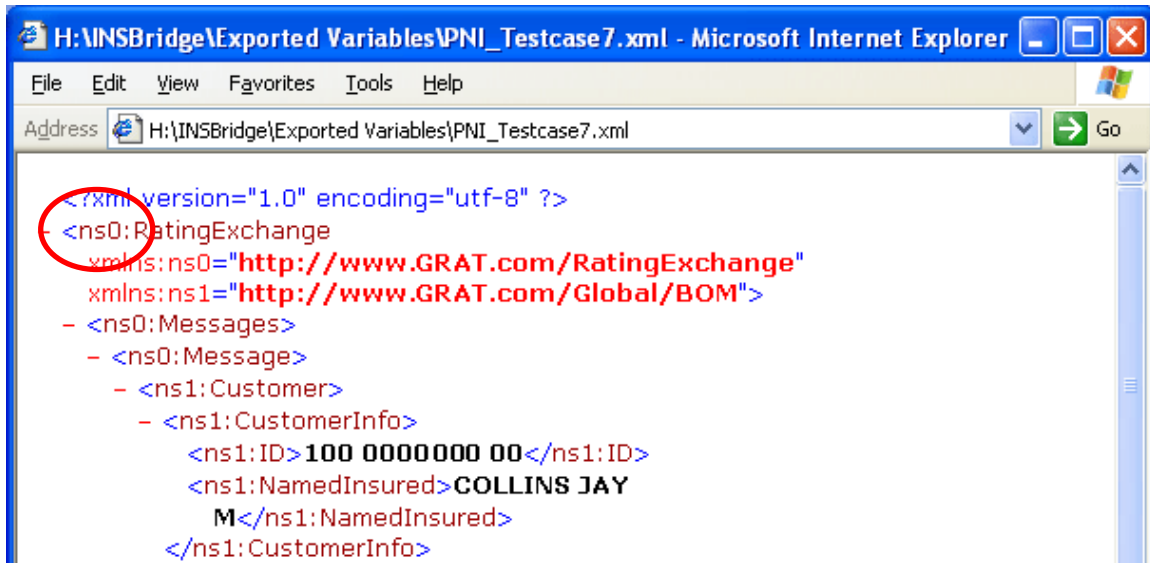 H:\INSBridge\Exported Variables\PNI_Testcase7.xml - Microsoft Internet Explorer
File Edit View Favorites Tools Help
Address H:\INSBridge\Exported Variables\PNI_Testcase7.xml Go
<?xml version="1.0" encoding="utf-8" ?>
- <ns0:RatingExchange
xmlns:ns0="http://www.GRAT.com/RatingExchange"
xmlns:ns1="http://www.GRAT.com/Global/BOM">
- <ns0:Messages>
- <ns0:Message>
- <ns1:Customer>
- <ns1:CustomerInfo>
<ns1:ID>100 0000000 00</ns1:ID>
<ns1:NamedInsured>COLLINS JAY
M</ns1:NamedInsured>
</ns1:CustomerInfo>